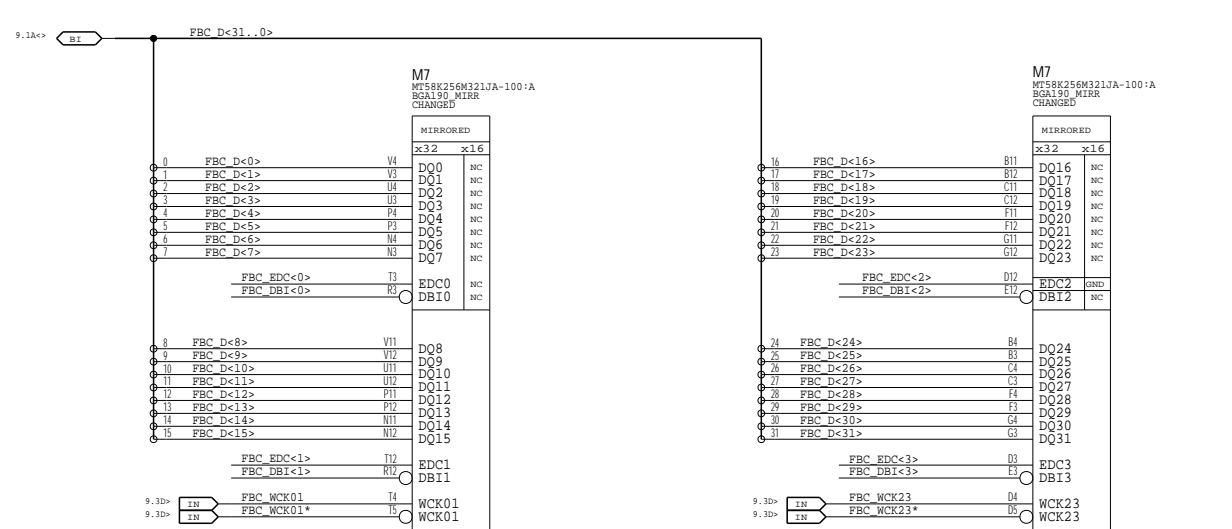 9.1A<> BI FBC_D<31..0>
M7
MT58K256M321JA-100:A
BGA190_MIRR
CHANGED
MIRRORED
x32 x16
0 FBC_D<0> V4 DQ0 NC
1 FBC_D<1> V3 DQ1 NC
2 FBC_D<2> U4 DQ2 NC
3 FBC_D<3> U3 DQ3 NC
4 FBC_D<4> P4 DQ4 NC
5 FBC_D<5> P3 DQ5 NC
6 FBC_D<6> N4 DQ6 NC
7 FBC_D<7> N3 DQ7 NC
FBC_EDC<0> T3 EDC0 NC
FBC_DBI<0> R3 DBI0 NC
8 FBC_D<8> V11 DQ8
9 FBC_D<9> V12 DQ9
10 FBC_D<10> U11 DQ10
11 FBC_D<11> U12 DQ11
12 FBC_D<12> P11 DQ12
13 FBC_D<13> P12 DQ13
14 FBC_D<14> N11 DQ14
15 FBC_D<15> N12 DQ15
FBC_EDC<1> T12 EDC1
FBC_DBI<1> R12 DBI1
9.3D> IN FBC_WCK01 T4 WCK01
9.3D> IN FBC_WCK01* T5 WCK01
M7
MT58K256M321JA-100:A
BGA190_MIRR
CHANGED
MIRRORED
x32 x16
16 FBC_D<16> B11 DQ16 NC
17 FBC_D<17> B12 DQ17 NC
18 FBC_D<18> C11 DQ18 NC
19 FBC_D<19> C12 DQ19 NC
20 FBC_D<20> F11 DQ20 NC
21 FBC_D<21> F12 DQ21 NC
22 FBC_D<22> G11 DQ22 NC
23 FBC_D<23> G12 DQ23 NC
FBC_EDC<2> D12 EDC2 GND
FBC_DBI<2> E12 DBI2 NC
24 FBC_D<24> B4 DQ24
25 FBC_D<25> B3 DQ25
26 FBC_D<26> C4 DQ26
27 FBC_D<27> C3 DQ27
28 FBC_D<28> F4 DQ28
29 FBC_D<29> F3 DQ29
30 FBC_D<30> G4 DQ30
31 FBC_D<31> G3 DQ31
FBC_EDC<3> D3 EDC3
FBC_DBI<3> E3 DBI3
9.3D> IN FBC_WCK23 D4 WCK23
9.3D> IN FBC_WCK23* D5 WCK23